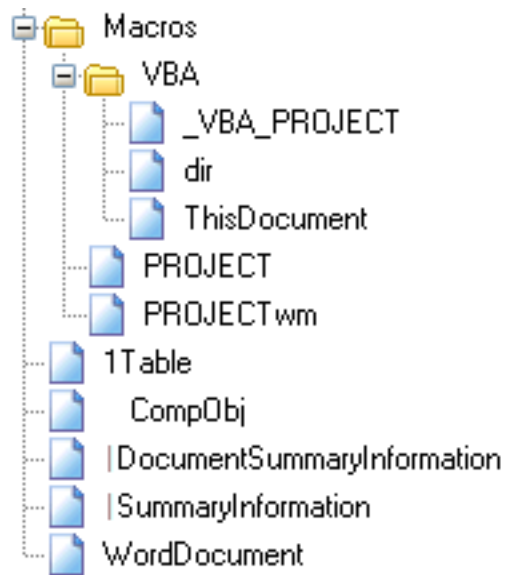 Macros
VBA
_VBA_PROJECT
dir
ThisDocument
PROJECT
PROJECTwm
1Table
CompObj
|DocumentSummaryInformation
|SummaryInformation
WordDocument